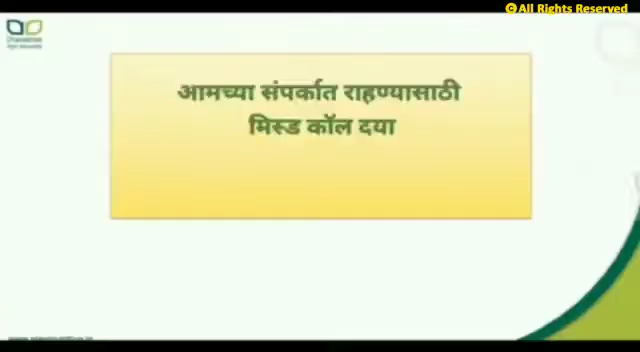 © All Rights Reserved
आमच्या संपर्कात राहण्यासाठी
मिस्ड कॉल दया